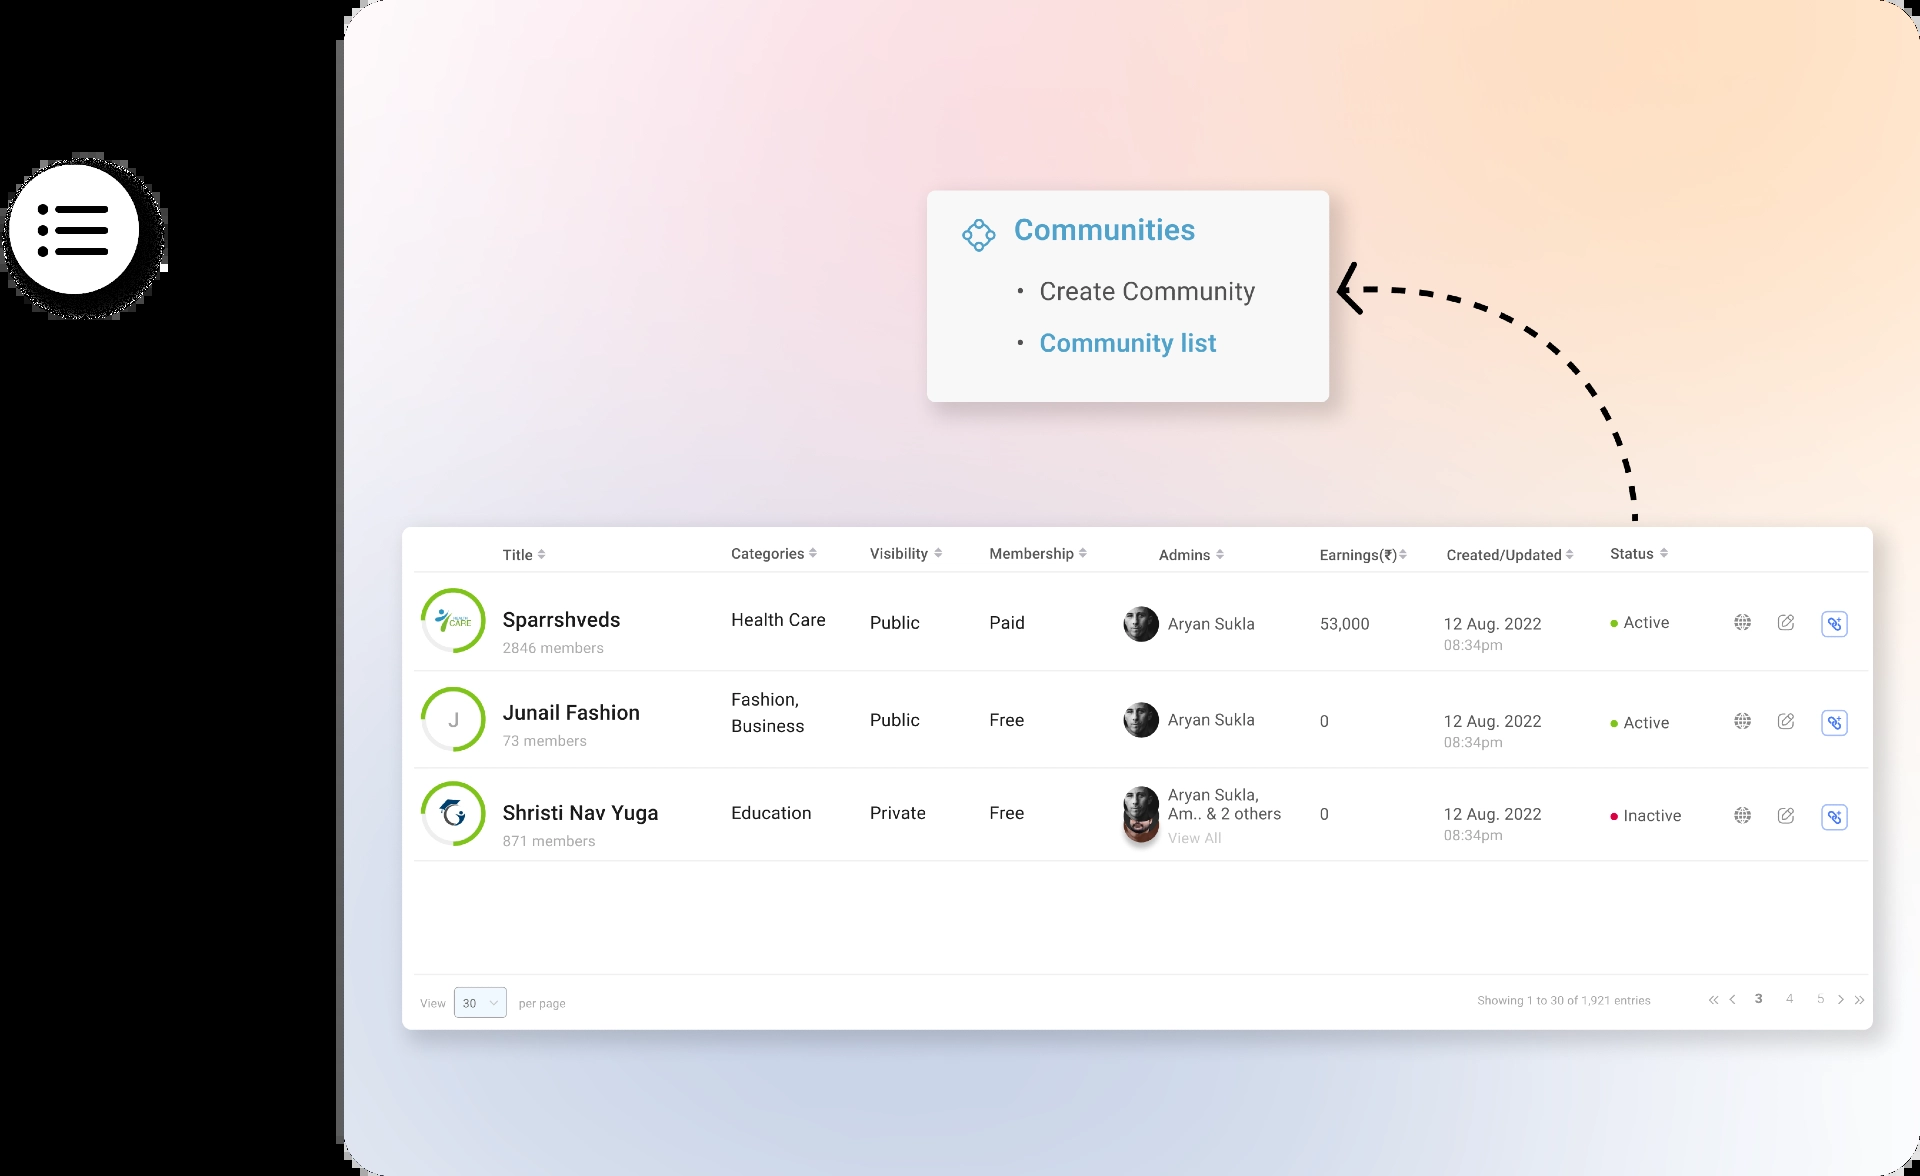 Communities
• Create Community
• Community list
Title Categories Visibility Membership Admins Earnings(₹) Created/Updated Status
CARE
Sparrshveds
2846 members
Health Care
Public
Paid
Aryan Sukla
53,000
12 Aug. 2022
08:34pm
Active
J
Junail Fashion
73 members
Fashion,
Business
Public
Free
Aryan Sukla
0
12 Aug. 2022
08:34pm
Active
Shristi Nav Yuga
871 members
Education
Private
Free
Aryan Sukla,
Am.. & 2 others
View All
0
12 Aug. 2022
08:34pm
Inactive
View 30 per page
Showing 1 to 30 of 1,921 entries
« < 3 4 5 > »